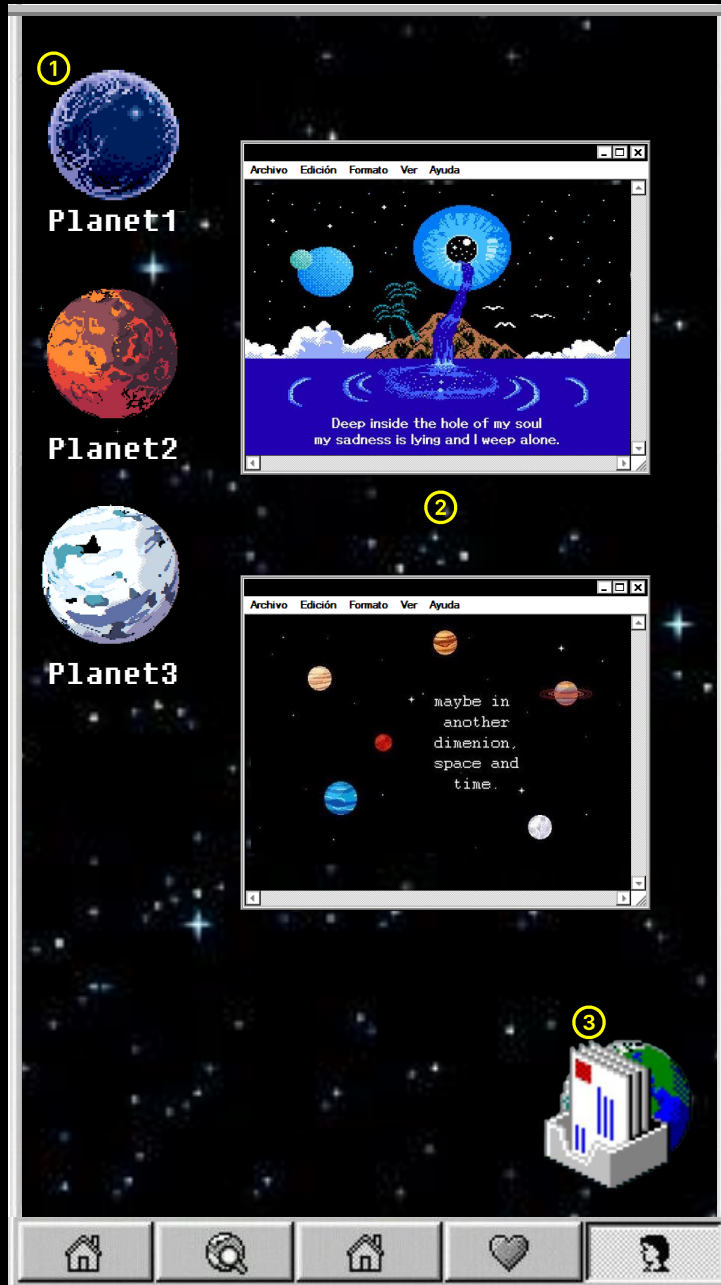 1
Planet1
Planet2
Planet3
Archivo Edición Formato Ver Ayuda
Deep inside the hole of my soul
my sadness is lying and I weep alone.
2
Archivo Edición Formato Ver Ayuda
maybe in
another
dimenion,
space and
time.
3